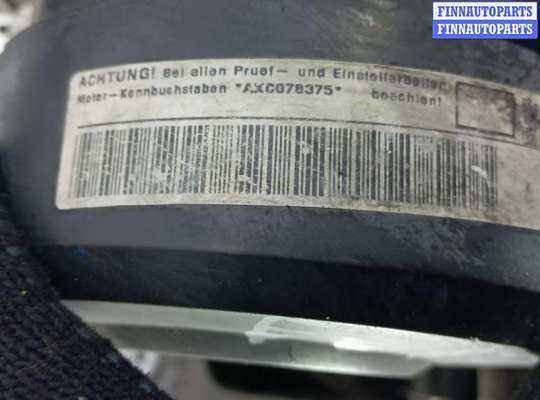 FINNAUTOPARTS
FINNAUTOPARTS
ACHTUNG! Bei allen Pruef- und Einstellarbeiten
Motor-Kennbuchstaben *AXC078375* beachten!